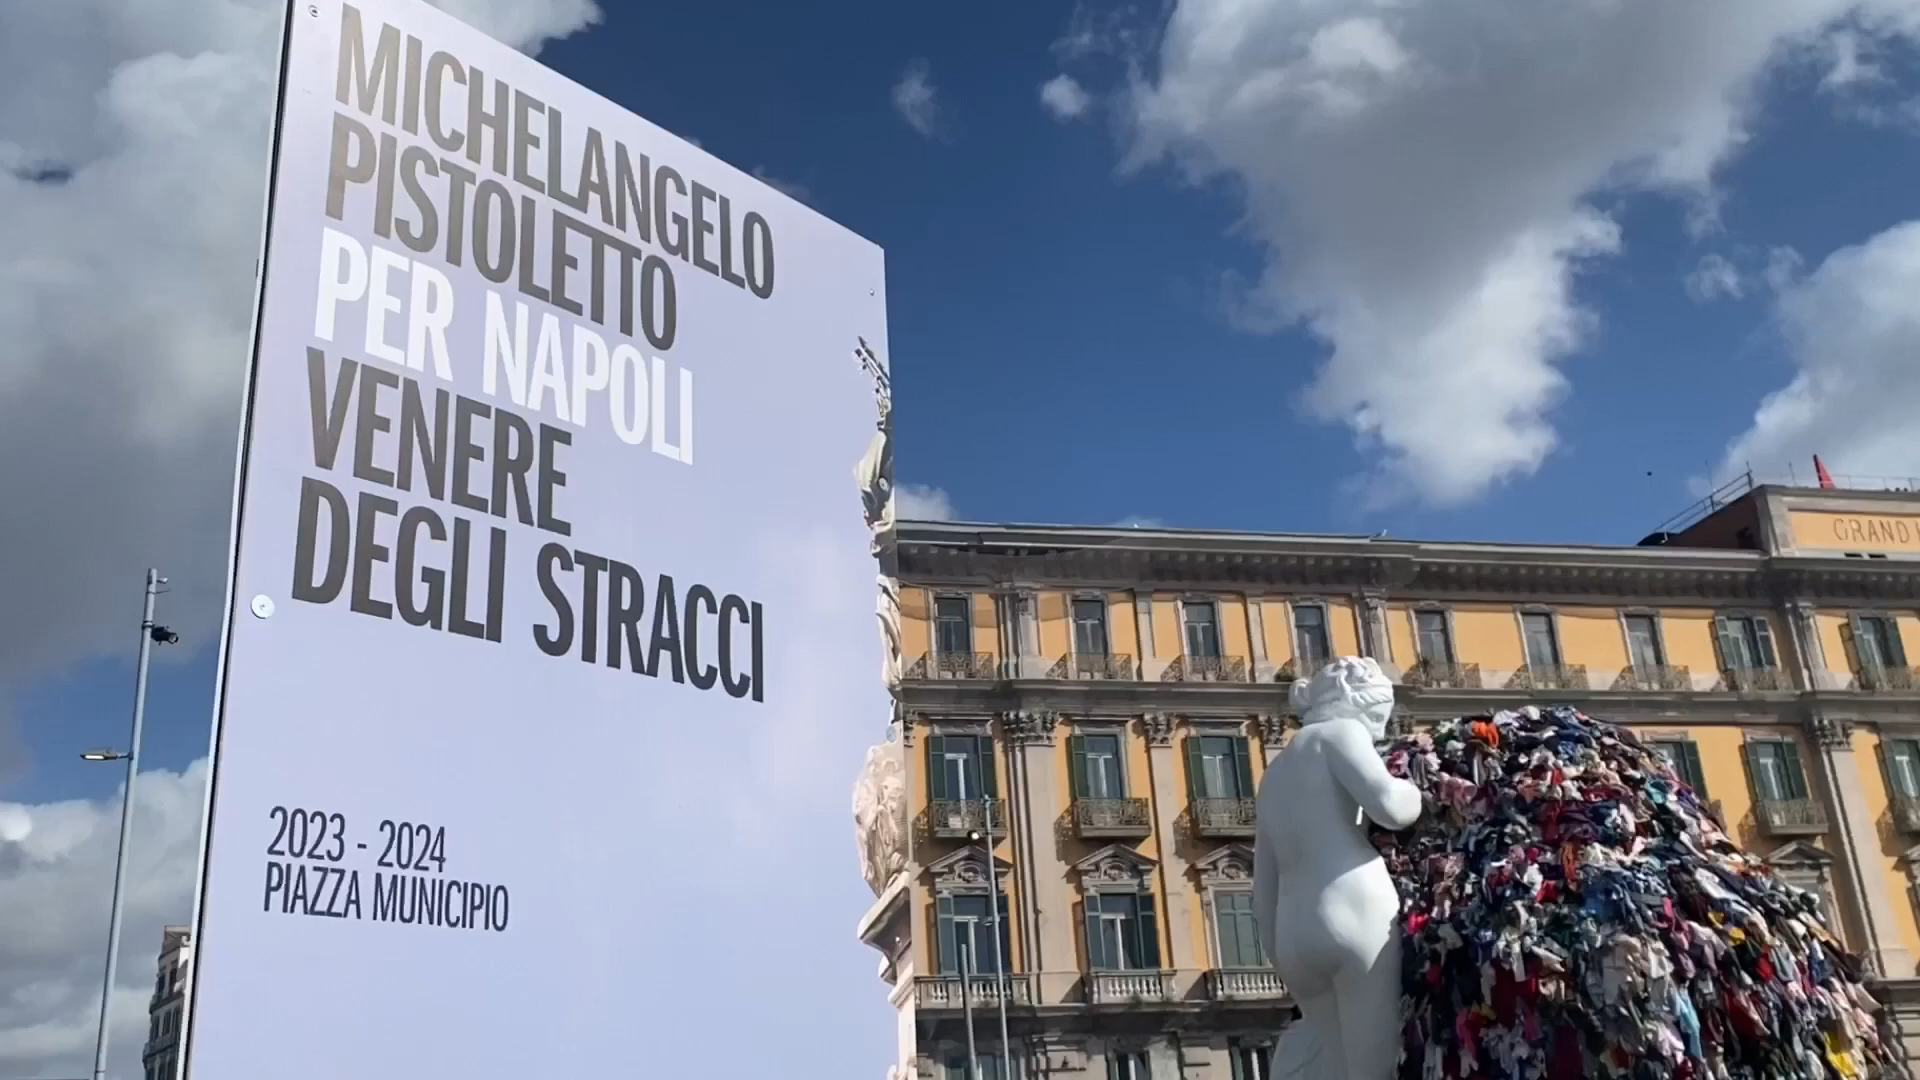 MICHELANGELO
PISTOLETTO
PER NAPOLI
VENERE
DEGLI STRACCI
2023 - 2024
PIAZZA MUNICIPIO
GRAND